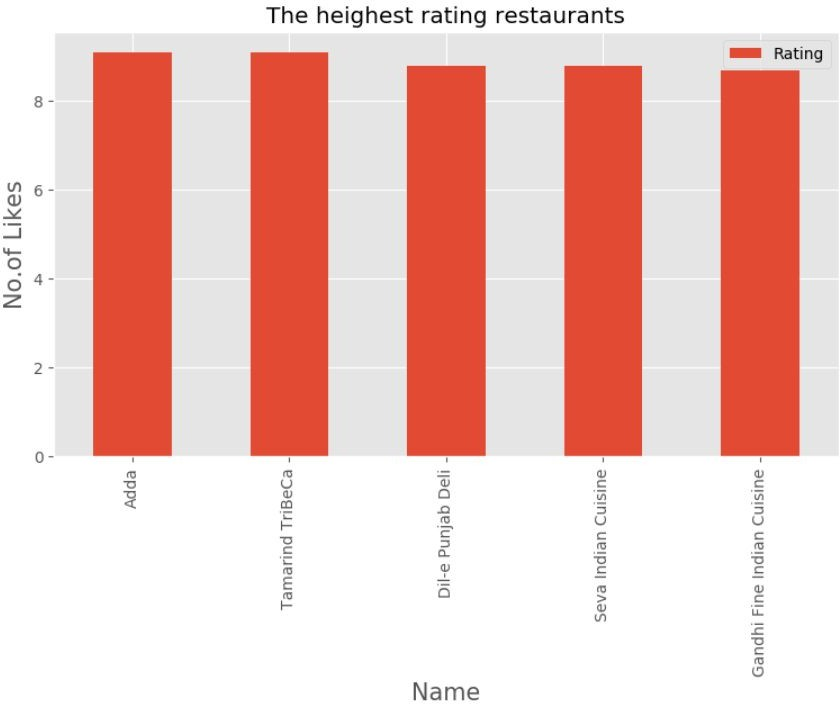 The heighest rating restaurants
Rating
No.of Likes
8
6
4
2
0
Adda
Tamarind TriBeCa
Dil-e Punjab Deli
Seva Indian Cuisine
Gandhi Fine Indian Cuisine
Name